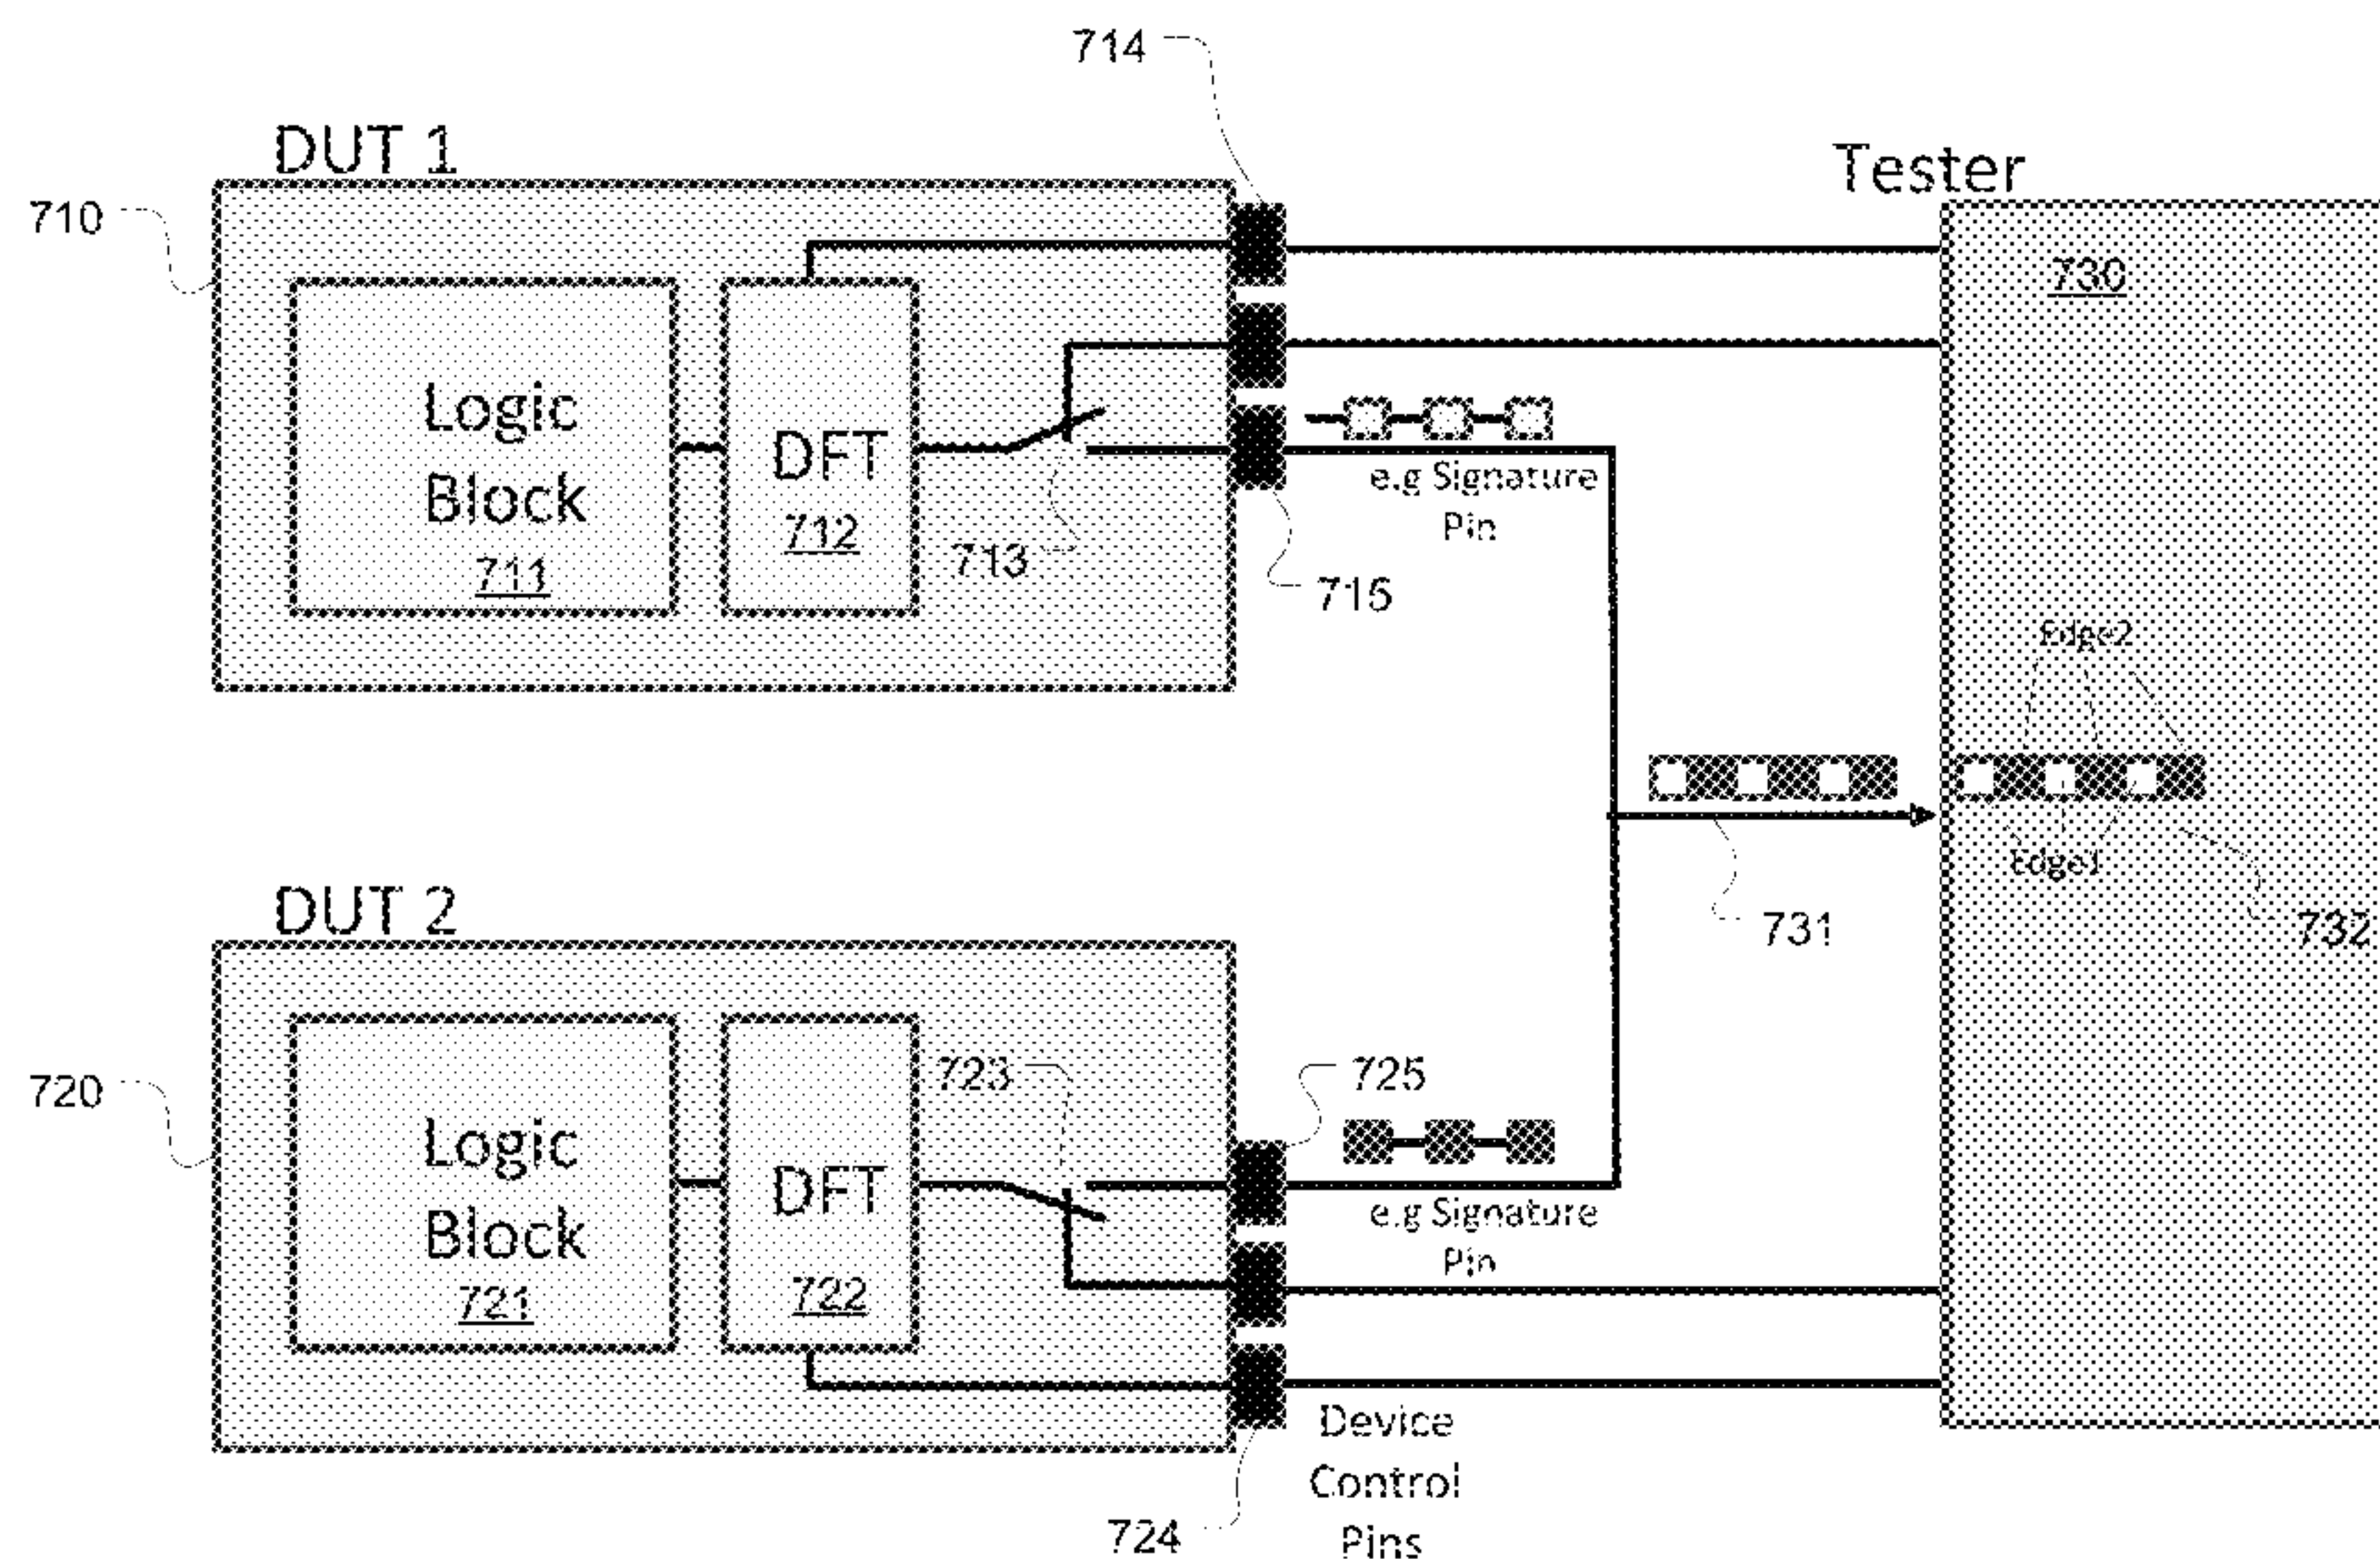 714
DUT 1
Tester
710
730
Logic
Block
711
DFT
712
713
e.g Signature
Pin
715
Edge2
Edge1
731
732
DUT 2
720
723
725
Logic
Block
721
DFT
722
e.g Signature
Pin
Device
Control
Pins
724